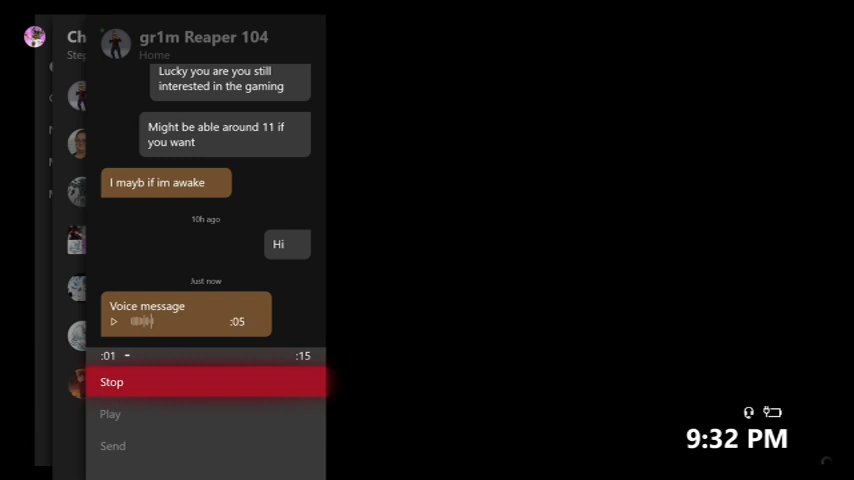 Ch
Step
gr1m Reaper 104
Home
Lucky you are you still
interested in the gaming
Might be able around 11 if
you want
I mayb if im awake
10h ago
Hi
Just now
Voice message
:05
:01
:15
Stop
Play
Send
9:32 PM